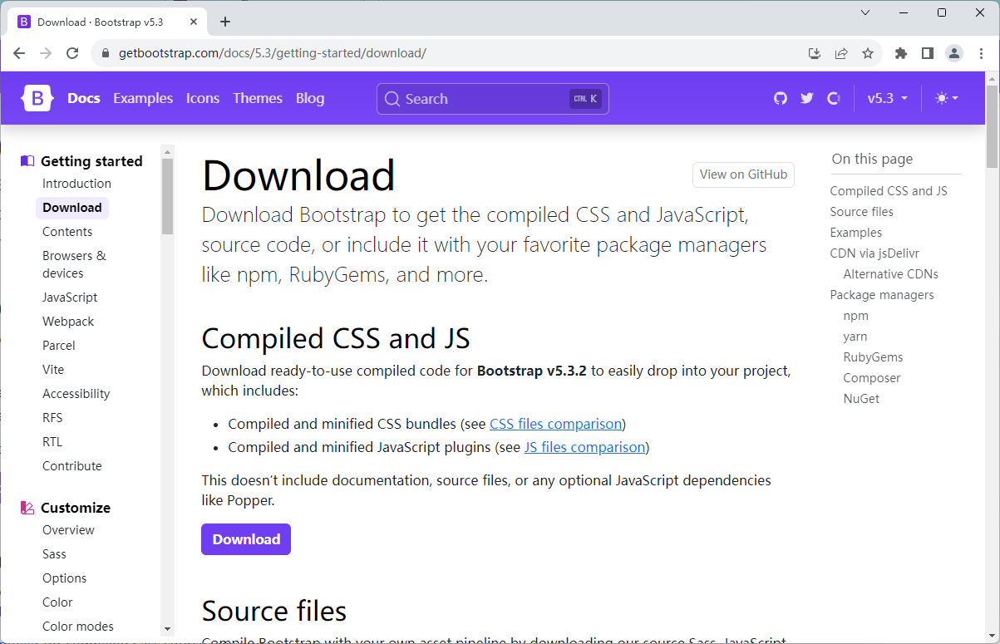 Download · Bootstrap v5.3
getbootstrap.com/docs/5.3/getting-started/download/
B Docs Examples Icons Themes Blog Search CTRL K v5.3
Getting started
Introduction
Download
Contents
Browsers &
devices
JavaScript
Webpack
Parcel
Vite
Accessibility
RFS
RTL
Contribute
Customize
Overview
Sass
Options
Color
Color modes
Download
View on GitHub
Download Bootstrap to get the compiled CSS and JavaScript,
source code, or include it with your favorite package managers
like npm, RubyGems, and more.
Compiled CSS and JS
Download ready-to-use compiled code for Bootstrap v5.3.2 to easily drop into your project,
which includes:
• Compiled and minified CSS bundles (see CSS files comparison)
• Compiled and minified JavaScript plugins (see JS files comparison)
This doesn't include documentation, source files, or any optional JavaScript dependencies
like Popper.
Download
Source files
Compile Bootstrap with your own asset pipeline by downloading our source Sass, JavaScript
On this page
Compiled CSS and JS
Source files
Examples
CDN via jsDelivr
Alternative CDNs
Package managers
npm
yarn
RubyGems
Composer
NuGet